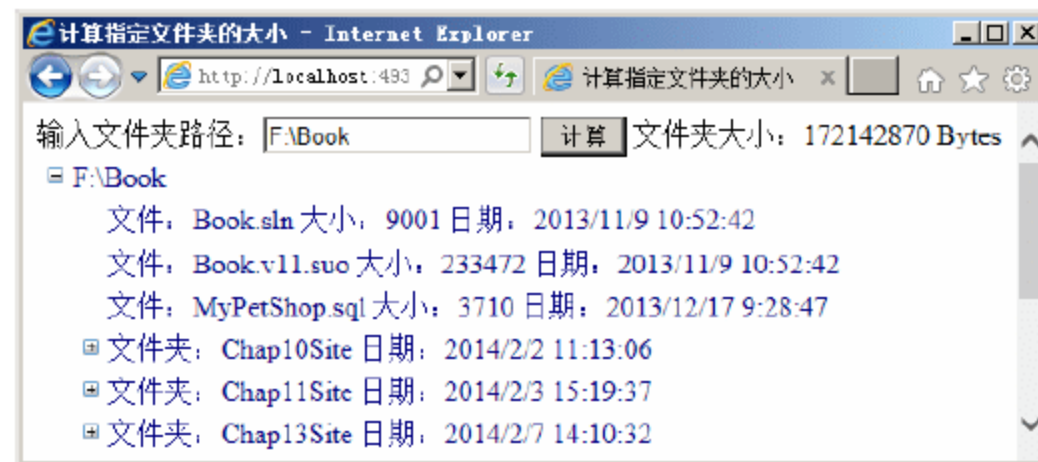 计算指定文件夹的大小 - Internet Explorer
http://localhost:493 计算指定文件夹的大小
输入文件夹路径：F:\Book 计算 文件夹大小：172142870 Bytes
F:\Book
文件：Book.sln 大小：9001 日期：2013/11/9 10:52:42
文件：Book.v11.suo 大小：233472 日期：2013/11/9 10:52:42
文件：MyPetShop.sql 大小：3710 日期：2013/12/17 9:28:47
文件夹：Chap10Site 日期：2014/2/2 11:13:06
文件夹：Chap11Site 日期：2014/2/3 15:19:37
文件夹：Chap13Site 日期：2014/2/7 14:10:32